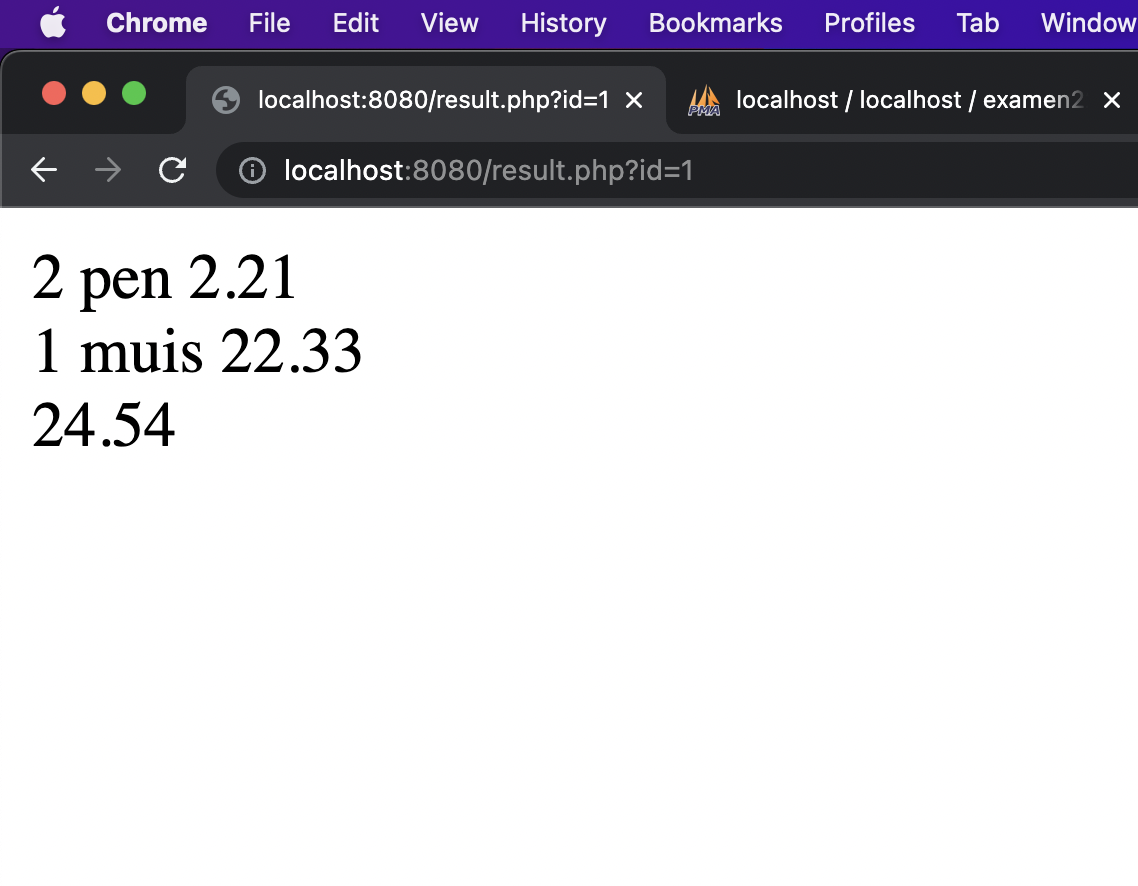 Chrome File Edit View History Bookmarks Profiles Tab Window
localhost:8080/result.php?id=1 localhost / localhost / examen2
localhost:8080/result.php?id=1
2 pen 2.21
1 muis 22.33
24.54